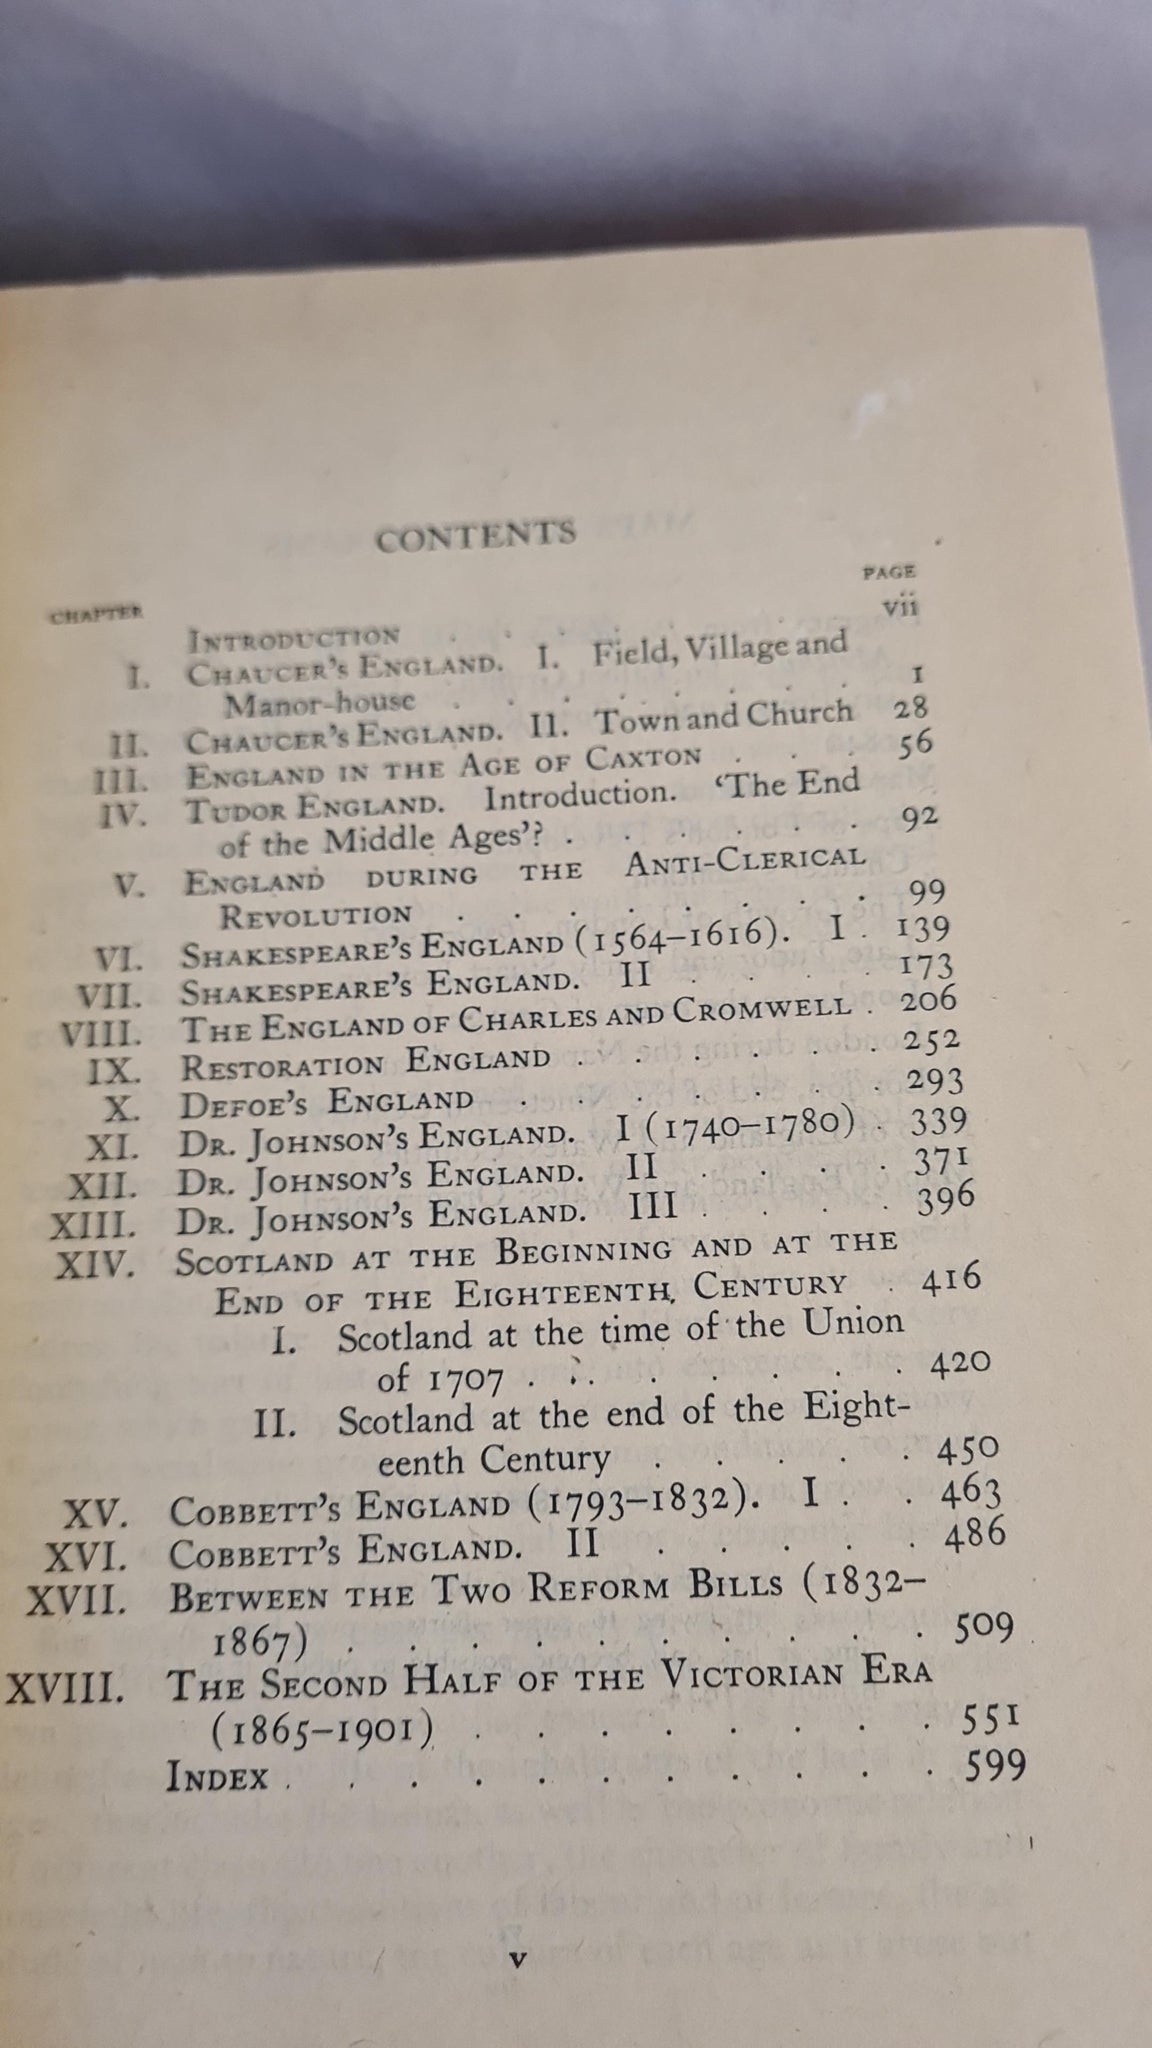 CONTENTS
CHAPTER PAGE
INTRODUCTION . . . . . vii
I. CHAUCER'S ENGLAND. I. Field, Village and
Manor-house . . . . . . . 1
II. CHAUCER'S ENGLAND. II. Town and Church 28
III. ENGLAND IN THE AGE OF CAXTON . . . 56
IV. TUDOR ENGLAND. Introduction. 'The End
of the Middle Ages'? . . . . . . 92
V. ENGLAND DURING THE ANTI-CLERICAL
REVOLUTION . . . . . . . 99
VI. SHAKESPEARE'S ENGLAND (1564–1616). I . 139
VII. SHAKESPEARE'S ENGLAND. II . . . . 173
VIII. THE ENGLAND OF CHARLES AND CROMWELL . 206
IX. RESTORATION ENGLAND . . . . . . 252
X. DEFOE'S ENGLAND . . . . . . . 293
XI. DR. JOHNSON'S ENGLAND. I (1740–1780) . 339
XII. DR. JOHNSON'S ENGLAND. II . . . . 371
XIII. DR. JOHNSON'S ENGLAND. III . . . . 396
XIV. SCOTLAND AT THE BEGINNING AND AT THE
END OF THE EIGHTEENTH CENTURY . 416
I. Scotland at the time of the Union
of 1707 . . . . . . . 420
II. Scotland at the end of the Eight-
eenth Century . . . . . 450
XV. COBBETT'S ENGLAND (1793–1832). I . . 463
XVI. COBBETT'S ENGLAND. II . . . . . 486
XVII. BETWEEN THE TWO REFORM BILLS (1832–
1867) . . . . . . . . . . 509
XVIII. THE SECOND HALF OF THE VICTORIAN ERA
(1865–1901) . . . . . . . . 551
INDEX . . . . . . . . . . . 599
v